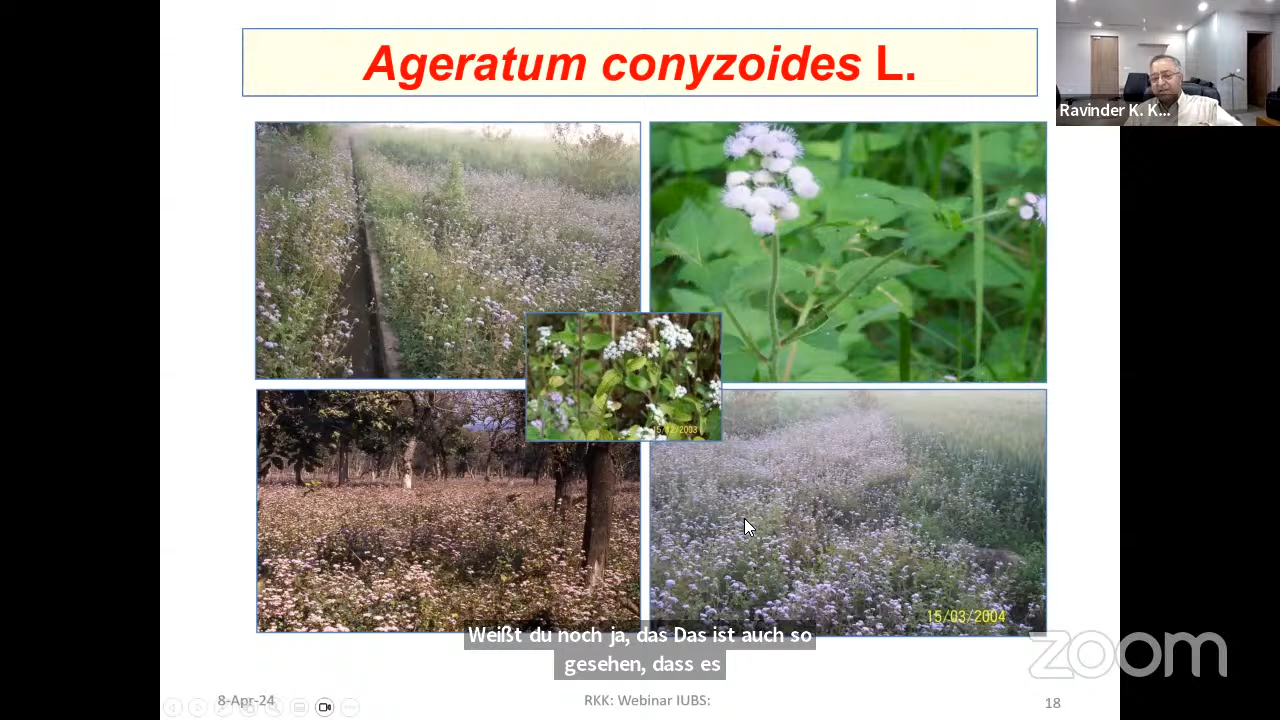 Ageratum conyzoides L.
Ravinder K. K...
15/12/2003
15/03/2004
Weißt du noch ja, das Das ist auch so
gesehen, dass es
zoom
8-Apr-24
RKK: Webinar IUBS:
18